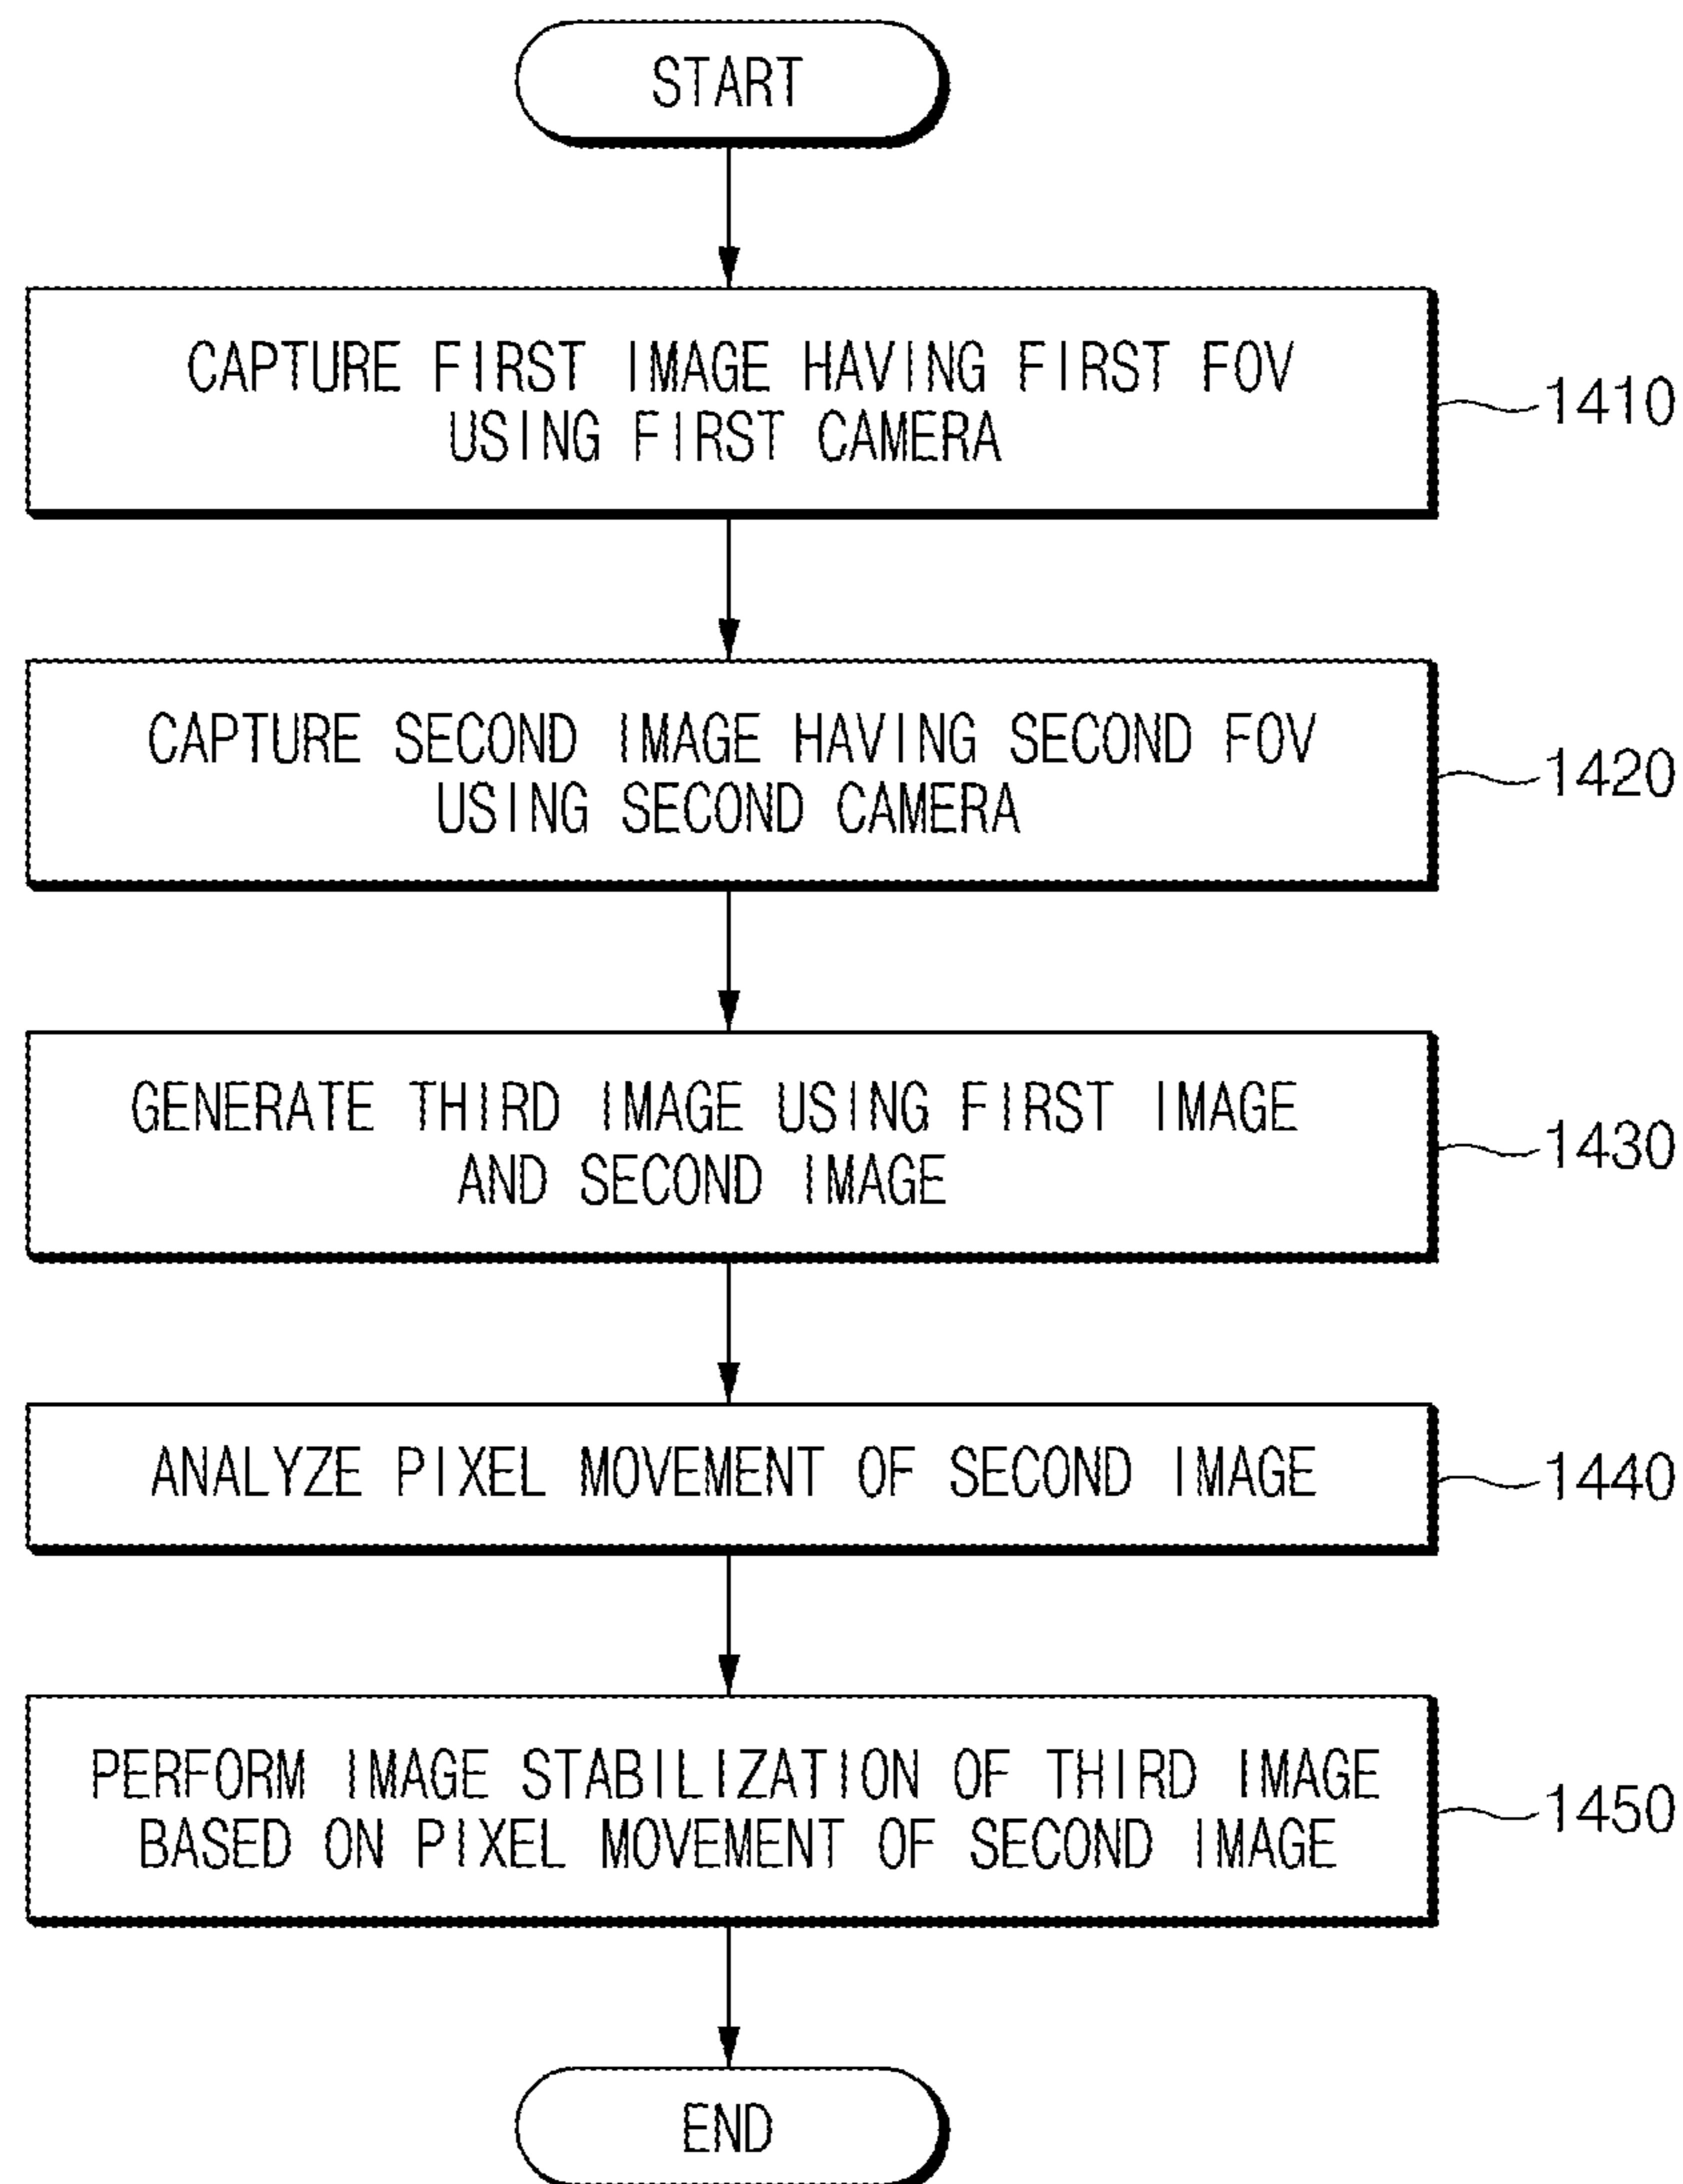 START
CAPTURE FIRST IMAGE HAVING FIRST FOV
USING FIRST CAMERA
1410
CAPTURE SECOND IMAGE HAVING SECOND FOV
USING SECOND CAMERA
1420
GENERATE THIRD IMAGE USING FIRST IMAGE
AND SECOND IMAGE
1430
ANALYZE PIXEL MOVEMENT OF SECOND IMAGE
1440
PERFORM IMAGE STABILIZATION OF THIRD IMAGE
BASED ON PIXEL MOVEMENT OF SECOND IMAGE
1450
END